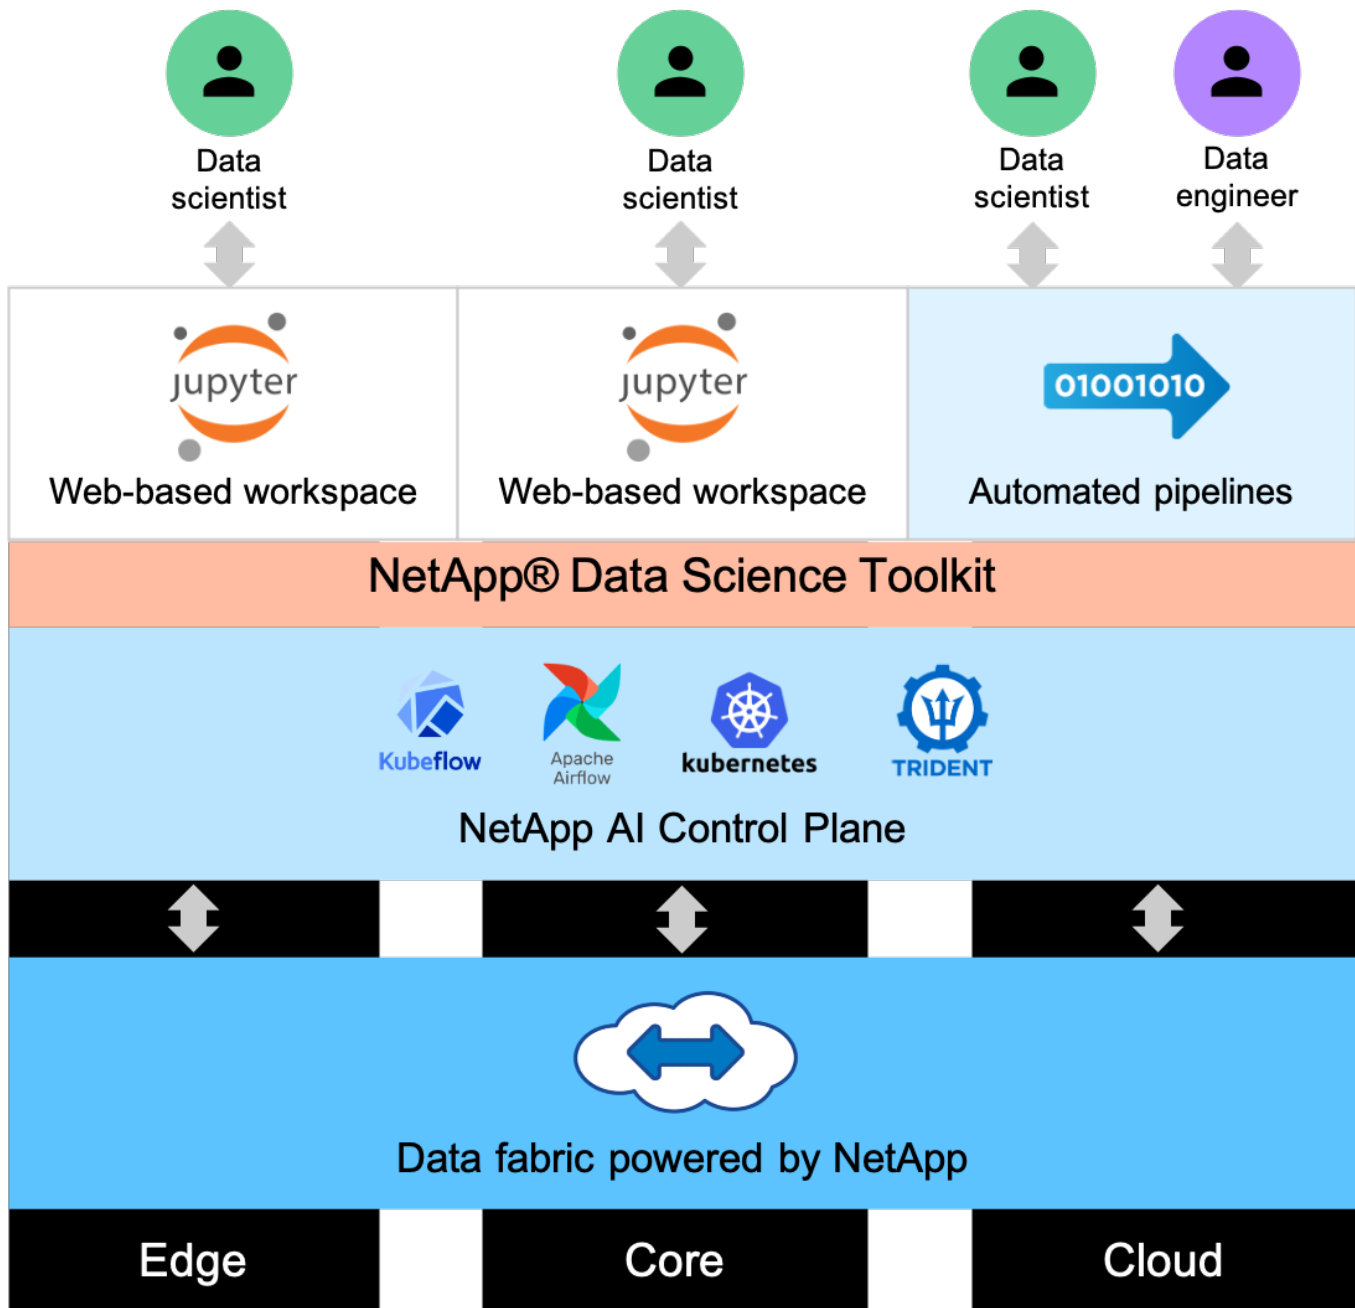 Data
scientist
Data
scientist
Data
scientist
Data
engineer
jupyter
Web-based workspace
jupyter
Web-based workspace
01001010
Automated pipelines
NetApp® Data Science Toolkit
Kubeflow
Apache
Airflow
kubernetes
TRIDENT
NetApp AI Control Plane
Data fabric powered by NetApp
Edge
Core
Cloud